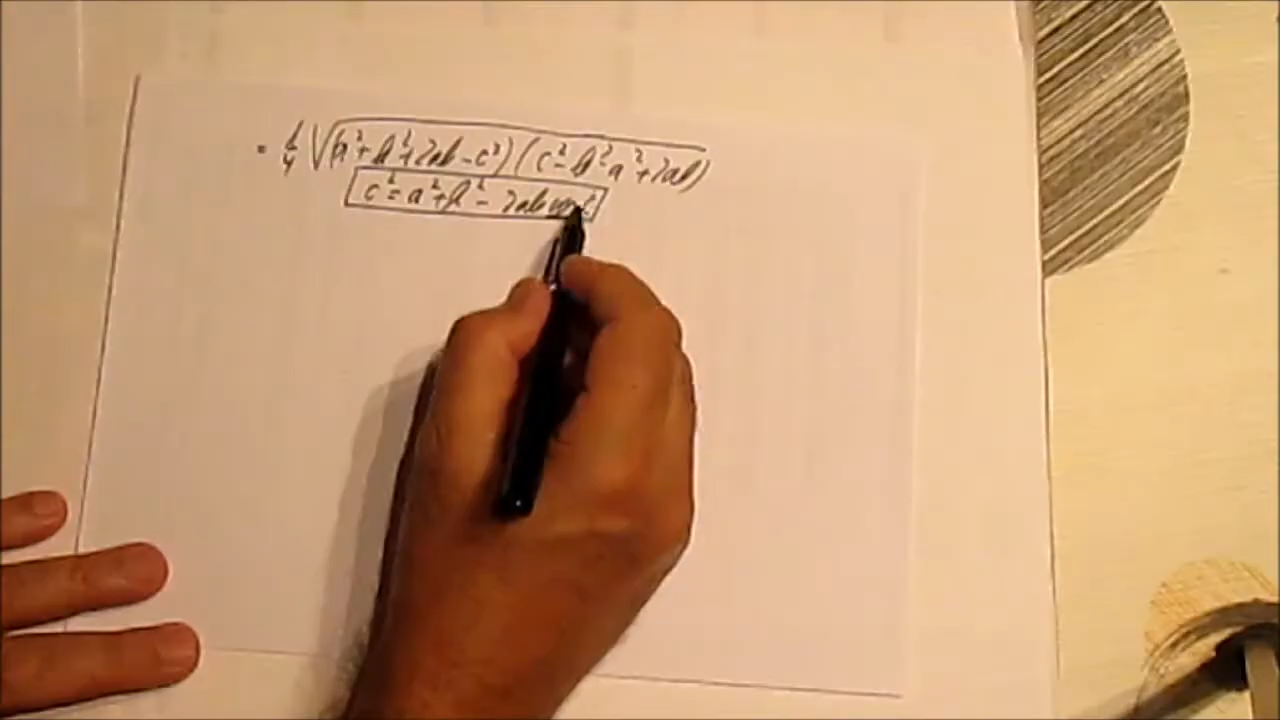 = 1/4 √(a²+b²+2ab-c²)(c²-b²-a²+2ab)
c²=a²+b²-2ab